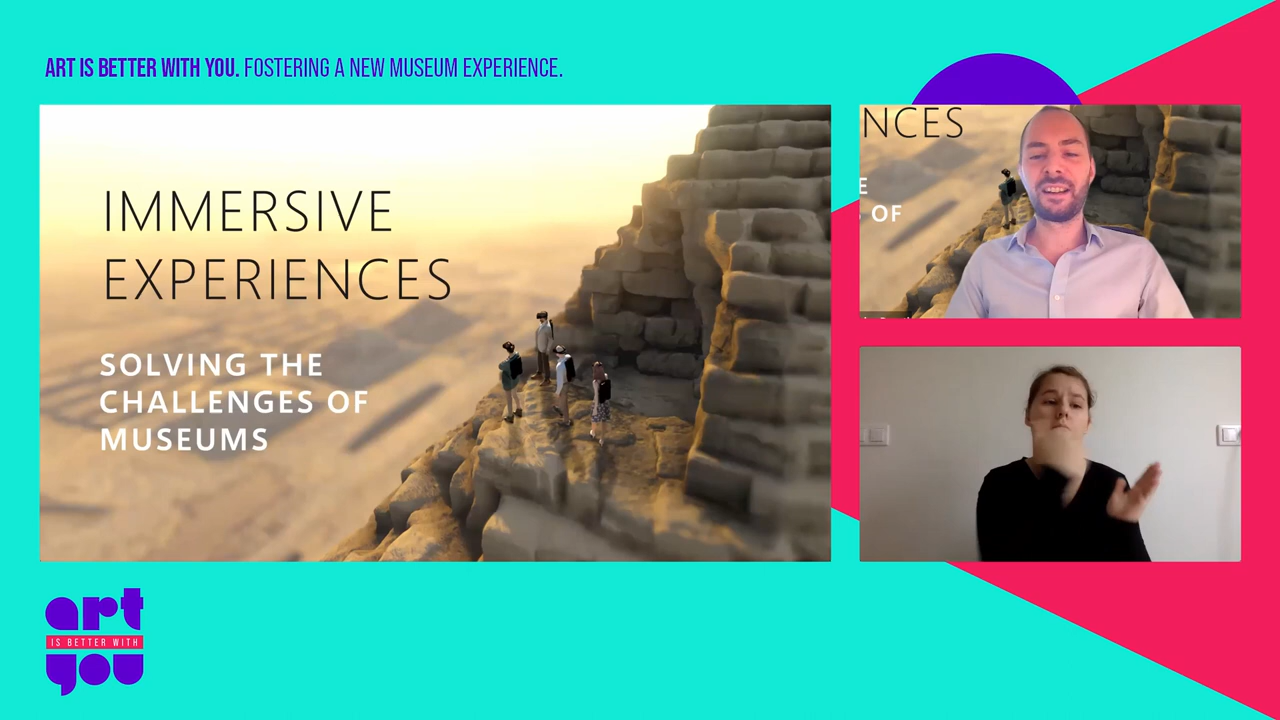 ART IS BETTER WITH YOU. FOSTERING A NEW MUSEUM EXPERIENCE.
IMMERSIVE
EXPERIENCES
SOLVING THE
CHALLENGES OF
MUSEUMS
NCES
E
OF
art
IS BETTER WITH
you